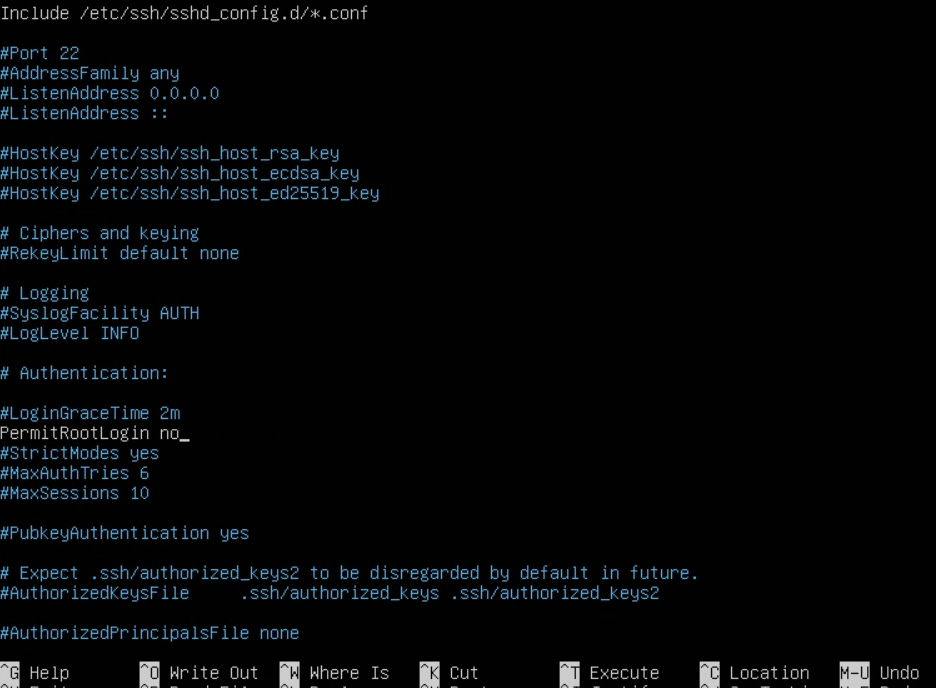 Include /etc/ssh/sshd_config.d/*.conf
#Port 22
#AddressFamily any
#ListenAddress 0.0.0.0
#ListenAddress ::
#HostKey /etc/ssh/ssh_host_rsa_key
#HostKey /etc/ssh/ssh_host_ecdsa_key
#HostKey /etc/ssh/ssh_host_ed25519_key
# Ciphers and keying
#RekeyLimit default none
# Logging
#SyslogFacility AUTH
#LogLevel INFO
# Authentication:
#LoginGraceTime 2m
PermitRootLogin no
#StrictModes yes
#MaxAuthTries 6
#MaxSessions 10
#PubkeyAuthentication yes
# Expect .ssh/authorized_keys2 to be disregarded by default in future.
#AuthorizedKeysFile     .ssh/authorized_keys .ssh/authorized_keys2
#AuthorizedPrincipalsFile none
^G Help ^O Write Out ^W Where Is ^K Cut ^T Execute ^C Location M-U Undo